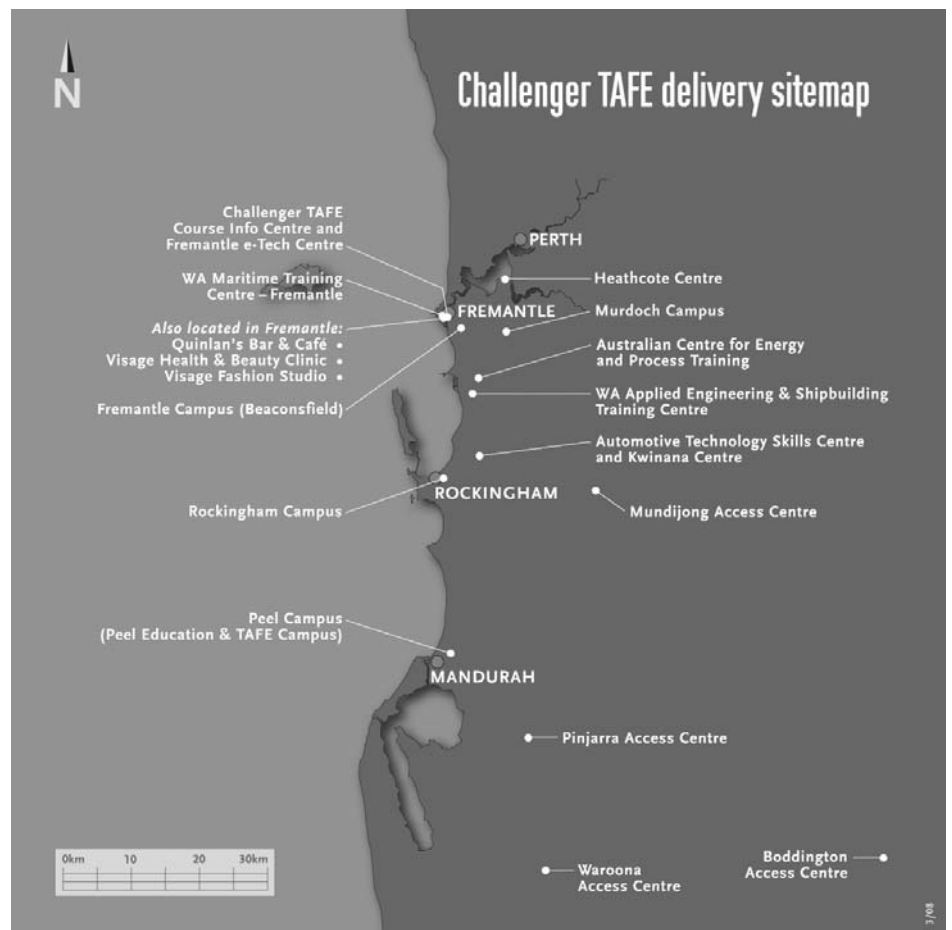 N
Challenger TAFE delivery sitemap
Challenger TAFE
Course Info Centre and
Fremantle e-Tech Centre
PERTH
WA Maritime Training
Centre – Fremantle
Heathcote Centre
FREMANTLE
Murdoch Campus
Also located in Fremantle:
Quinlan's Bar & Café •
Visage Health & Beauty Clinic •
Visage Fashion Studio •
Australian Centre for Energy
and Process Training
Fremantle Campus (Beaconsfield)
WA Applied Engineering & Shipbuilding
Training Centre
Automotive Technology Skills Centre
and Kwinana Centre
ROCKINGHAM
Rockingham Campus
Mundijong Access Centre
Peel Campus
(Peel Education & TAFE Campus)
MANDURAH
Pinjarra Access Centre
0km 10 20 30km
Waroona
Access Centre
Boddington
Access Centre
3/08